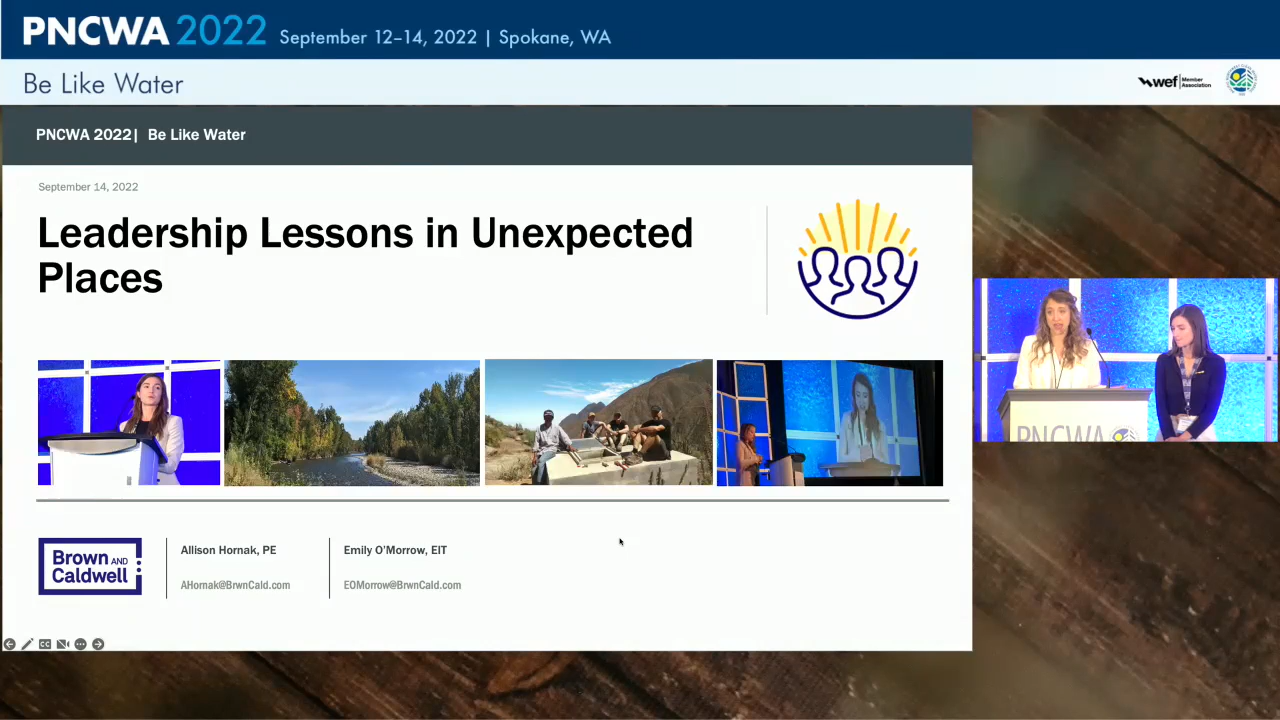 PNCWA 2022 September 12–14, 2022 | Spokane, WA
Be Like Water
wef Member Association
PNCWA 2022| Be Like Water
September 14, 2022
Leadership Lessons in Unexpected
Places
PNCWA
Brown AND
Caldwell
Allison Hornak, PE
Emily O'Morrow, EIT
AHornak@BrwnCald.com
EOMorrow@BrwnCald.com
CC